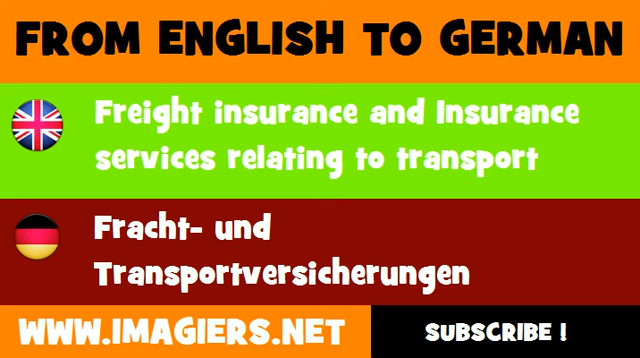 FROM ENGLISH TO GERMAN
Freight insurance and Insurance
services relating to transport
Fracht- und
Transportversicherungen
WWW.IMAGIERS.NET
SUBSCRIBE !